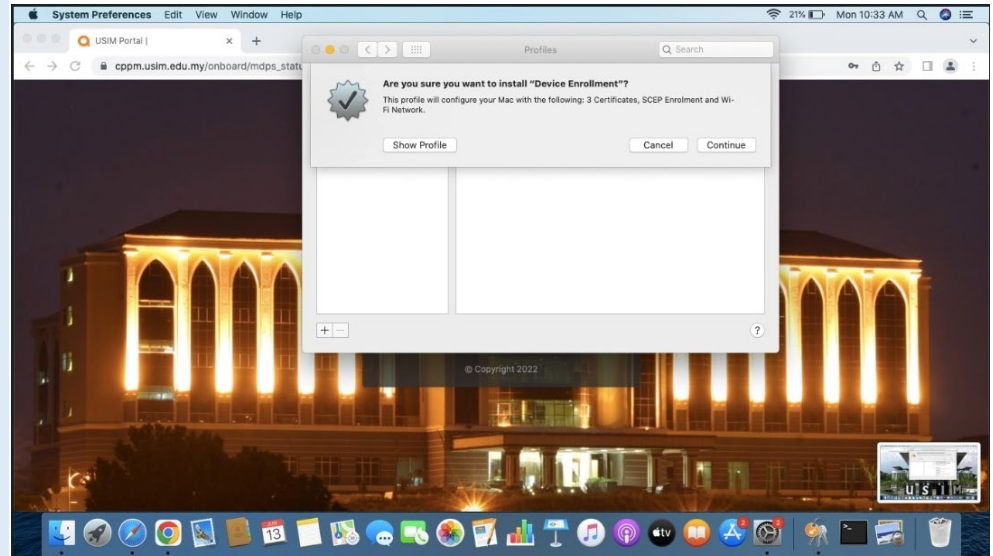 System Preferences Edit View Window Help 21% Mon 10:33 AM
USIM Portal |
Profiles
Search
cppm.usim.edu.my/onboard/mdps_statu
Are you sure you want to install “Device Enrollment”?
This profile will configure your Mac with the following: 3 Certificates, SCEP Enrolment and Wi-
Fi Network.
Show Profile
Cancel
Continue
+ −
?
© Copyright 2022
USIM
13
tv